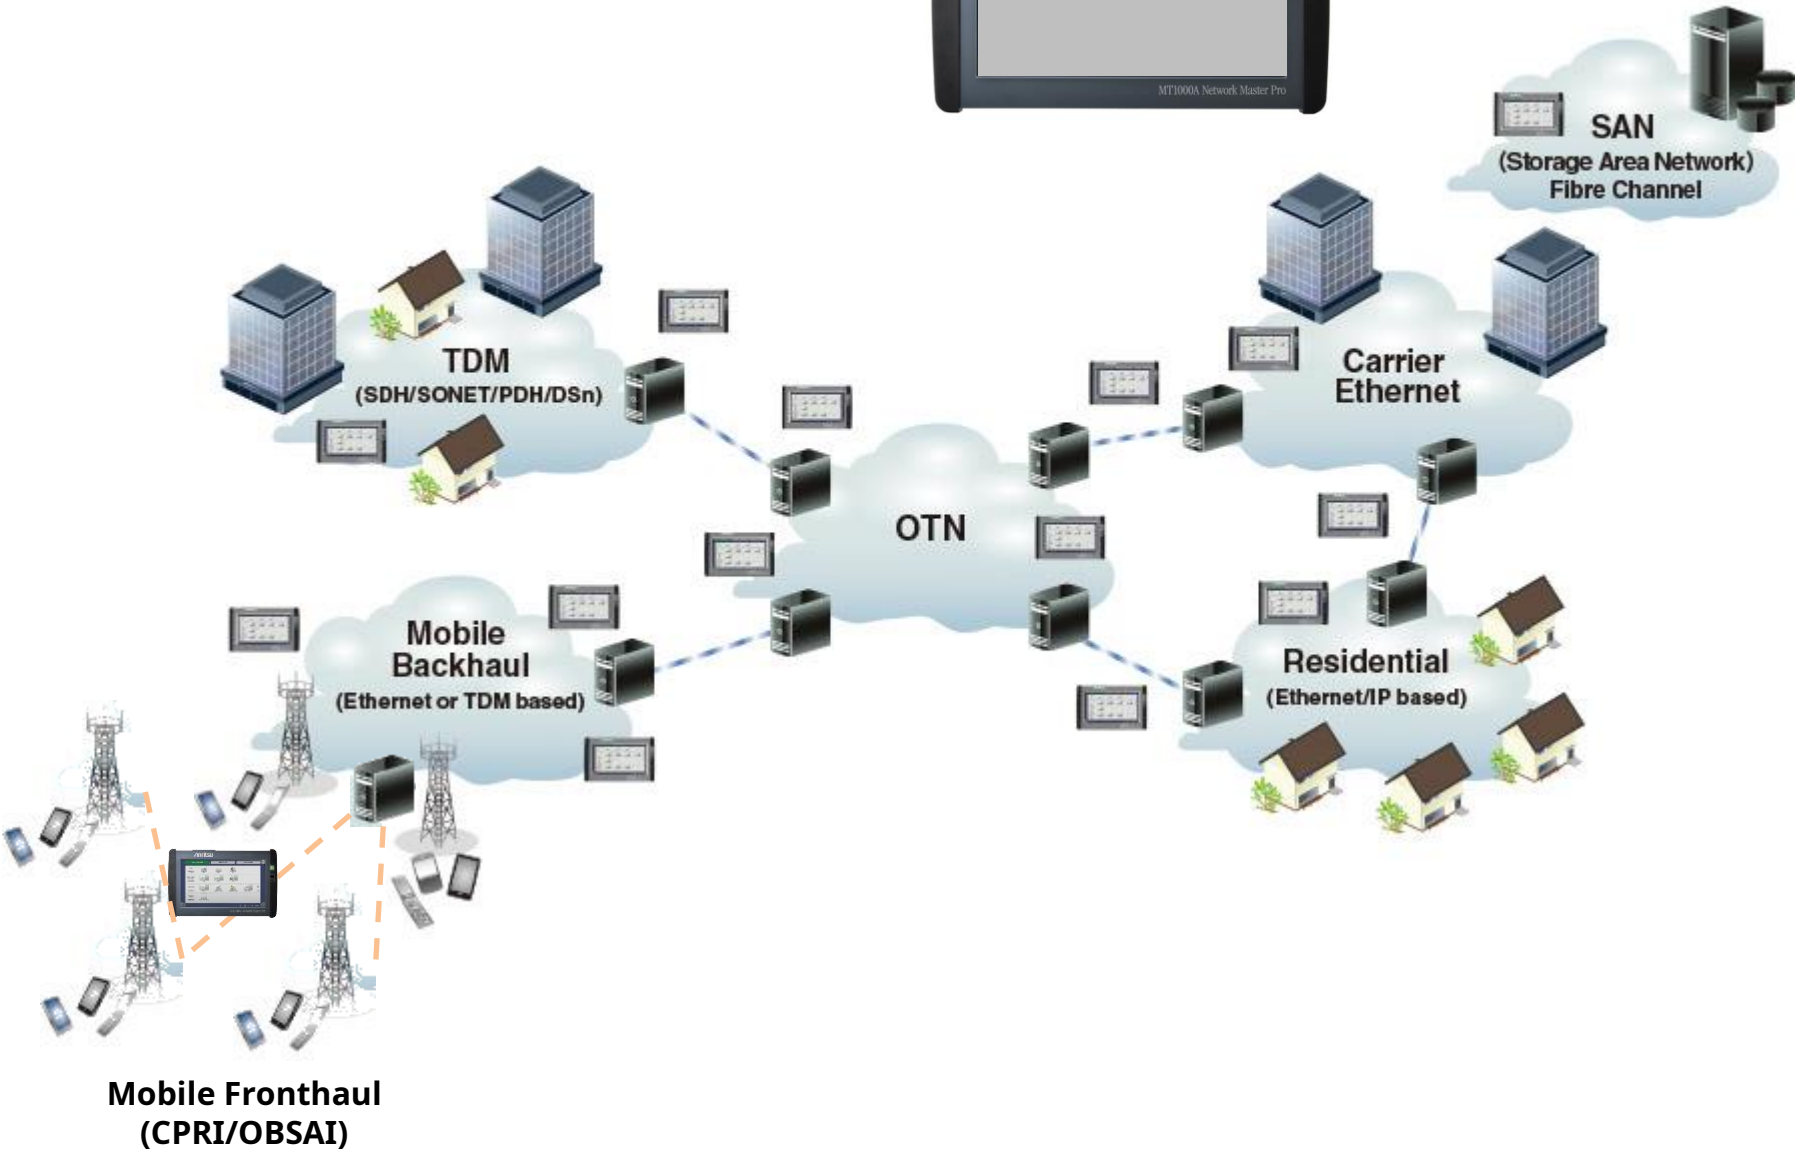 MT1000A Network Master Pro
SAN
(Storage Area Network)
Fibre Channel
TDM
(SDH/SONET/PDH/DSn)
Carrier
Ethernet
OTN
Mobile
Backhaul
(Ethernet or TDM based)
Residential
(Ethernet/IP based)
Anritsu
Mobile Fronthaul
(CPRI/OBSAI)